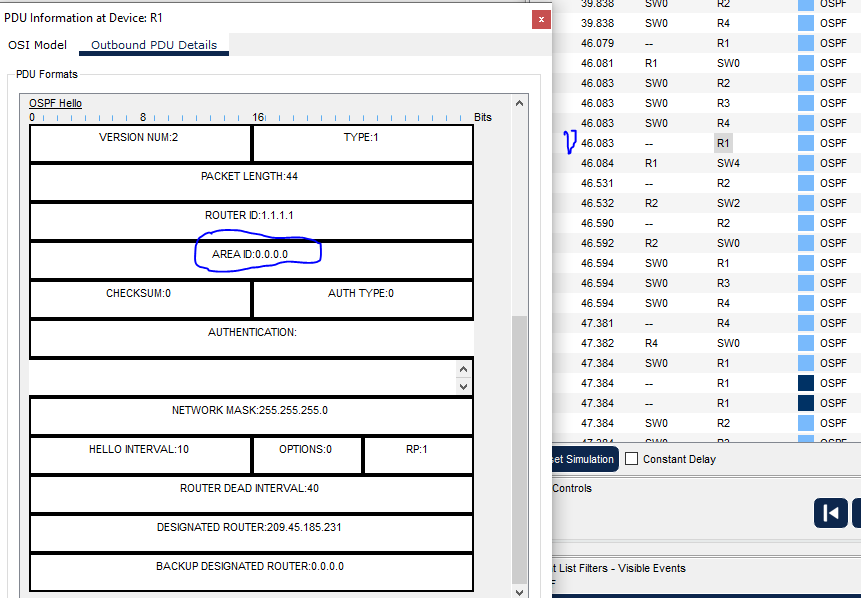 PDU Information at Device: R1
x
OSI Model Outbound PDU Details
PDU Formats
OSPF Hello
0 8 16 Bits
VERSION NUM:2 TYPE:1
PACKET LENGTH:44
ROUTER ID:1.1.1.1
AREA ID:0.0.0.0
CHECKSUM:0 AUTH TYPE:0
AUTHENTICATION:
NETWORK MASK:255.255.255.0
HELLO INTERVAL:10 OPTIONS:0 RP:1
ROUTER DEAD INTERVAL:40
DESIGNATED ROUTER:209.45.185.231
BACKUP DESIGNATED ROUTER:0.0.0.0
39.838 SW0 R2 OSPF
39.838 SW0 R4 OSPF
46.079 -- R1 OSPF
46.081 R1 SW0 OSPF
46.083 SW0 R2 OSPF
46.083 SW0 R3 OSPF
46.083 SW0 R4 OSPF
46.083 -- R1 OSPF
46.084 R1 SW4 OSPF
46.531 -- R2 OSPF
46.532 R2 SW2 OSPF
46.590 -- R2 OSPF
46.592 R2 SW0 OSPF
46.594 SW0 R1 OSPF
46.594 SW0 R3 OSPF
46.594 SW0 R4 OSPF
47.381 -- R4 OSPF
47.382 R4 SW0 OSPF
47.384 SW0 R1 OSPF
47.384 -- R1 OSPF
47.384 -- R1 OSPF
47.384 SW0 R2 OSPF
47.384 SW0 R3 OSPF
set Simulation Constant Delay
Controls
t List Filters - Visible Events